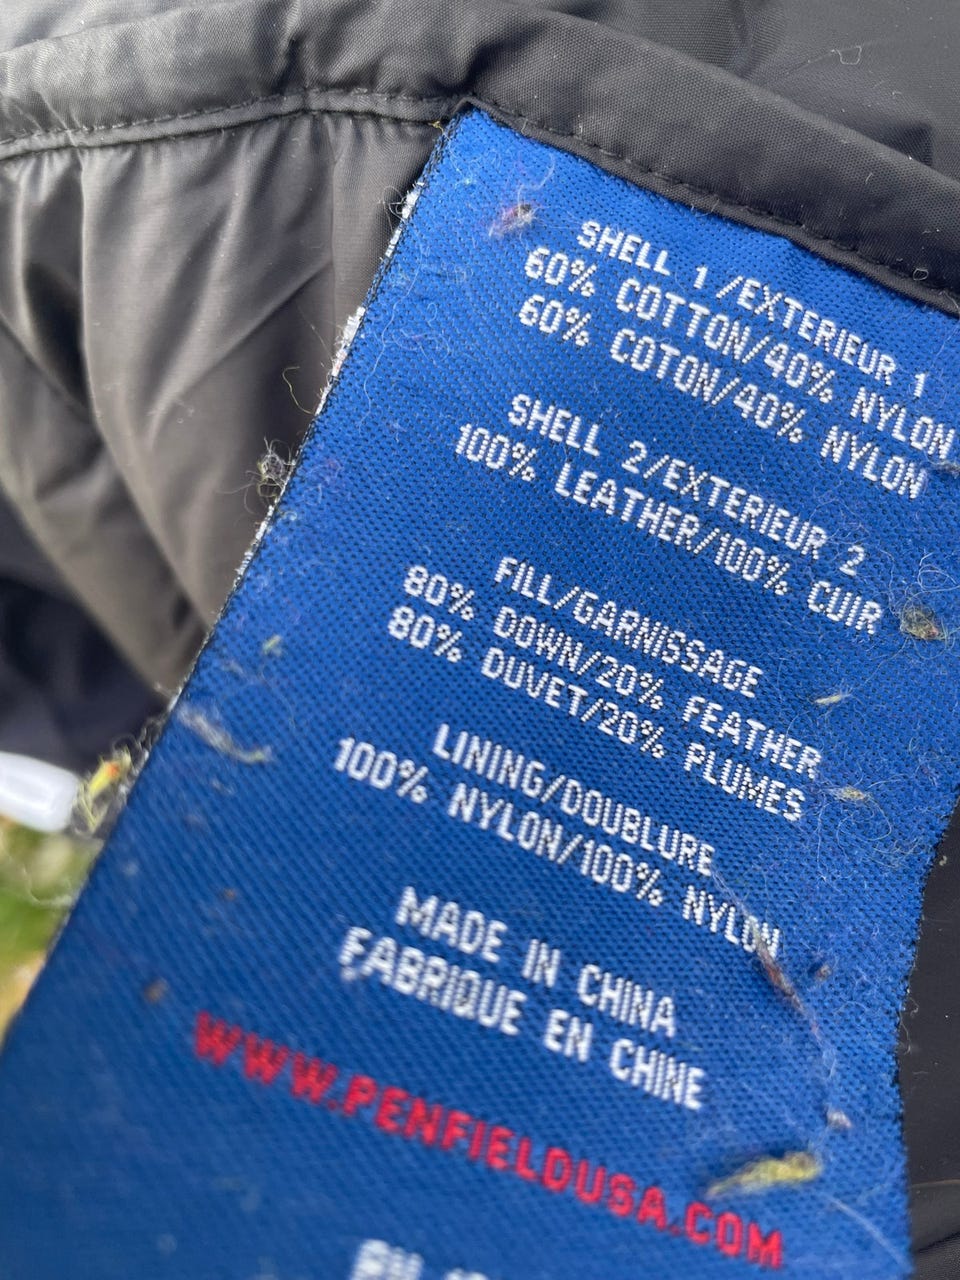 SHELL 1/EXTERIEUR 1
60% COTTON/40% NYLON
60% COTON/40% NYLON
SHELL 2/EXTERIEUR 2
100% LEATHER/100% CUIR
FILL/GARNISSAGE
80% DOWN/20% FEATHER
80% DUVET/20% PLUMES
LINING/DOUBLURE
100% NYLON/100% NYLON
MADE IN CHINA
FABRIQUE EN CHINE
WWW.PENFIELDUSA.COM